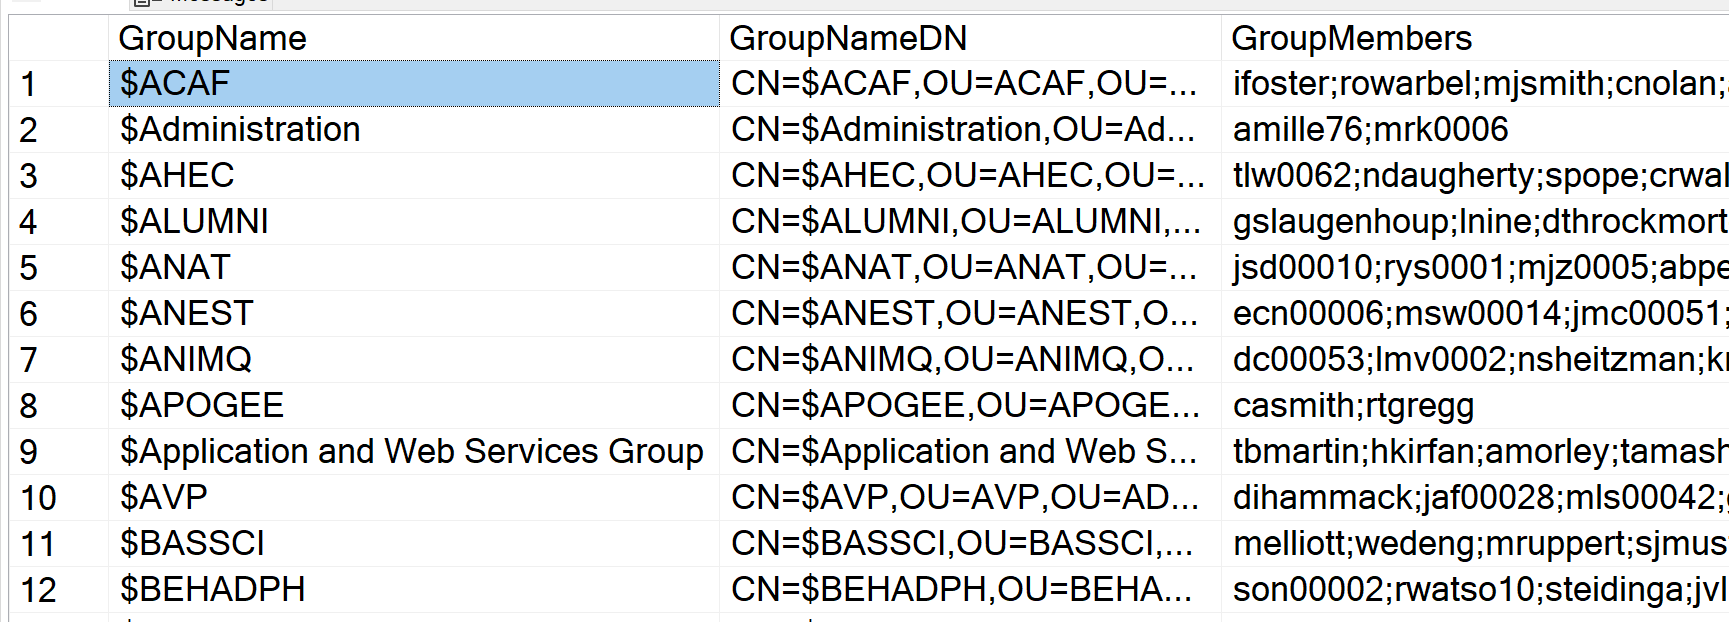 Messages
GroupName GroupNameDN GroupMembers
1 $ACAF CN=$ACAF,OU=ACAF,OU=... ifoster;rowarbel;mjsmith;cnolan;
2 $Administration CN=$Administration,OU=Ad... amille76;mrk0006
3 $AHEC CN=$AHEC,OU=AHEC,OU=... tlw0062;ndaugherty;spope;crwal
4 $ALUMNI CN=$ALUMNI,OU=ALUMNI,... gslaugenhoup;lnine;dthrockmort
5 $ANAT CN=$ANAT,OU=ANAT,OU=... jsd00010;rys0001;mjz0005;abpe
6 $ANEST CN=$ANEST,OU=ANEST,O... ecn00006;msw00014;jmc00051;
7 $ANIMQ CN=$ANIMQ,OU=ANIMQ,O... dc00053;lmv0002;nsheitzman;kr
8 $APOGEE CN=$APOGEE,OU=APOGE... casmith;rtgregg
9 $Application and Web Services Group CN=$Application and Web S... tbmartin;hkirfan;amorley;tamash
10 $AVP CN=$AVP,OU=AVP,OU=AD... dihammack;jaf00028;mls00042;
11 $BASSCI CN=$BASSCI,OU=BASSCI,... melliott;wedeng;mruppert;sjmus
12 $BEHADPH CN=$BEHADPH,OU=BEHA... son00002;rwatso10;steidinga;jvl